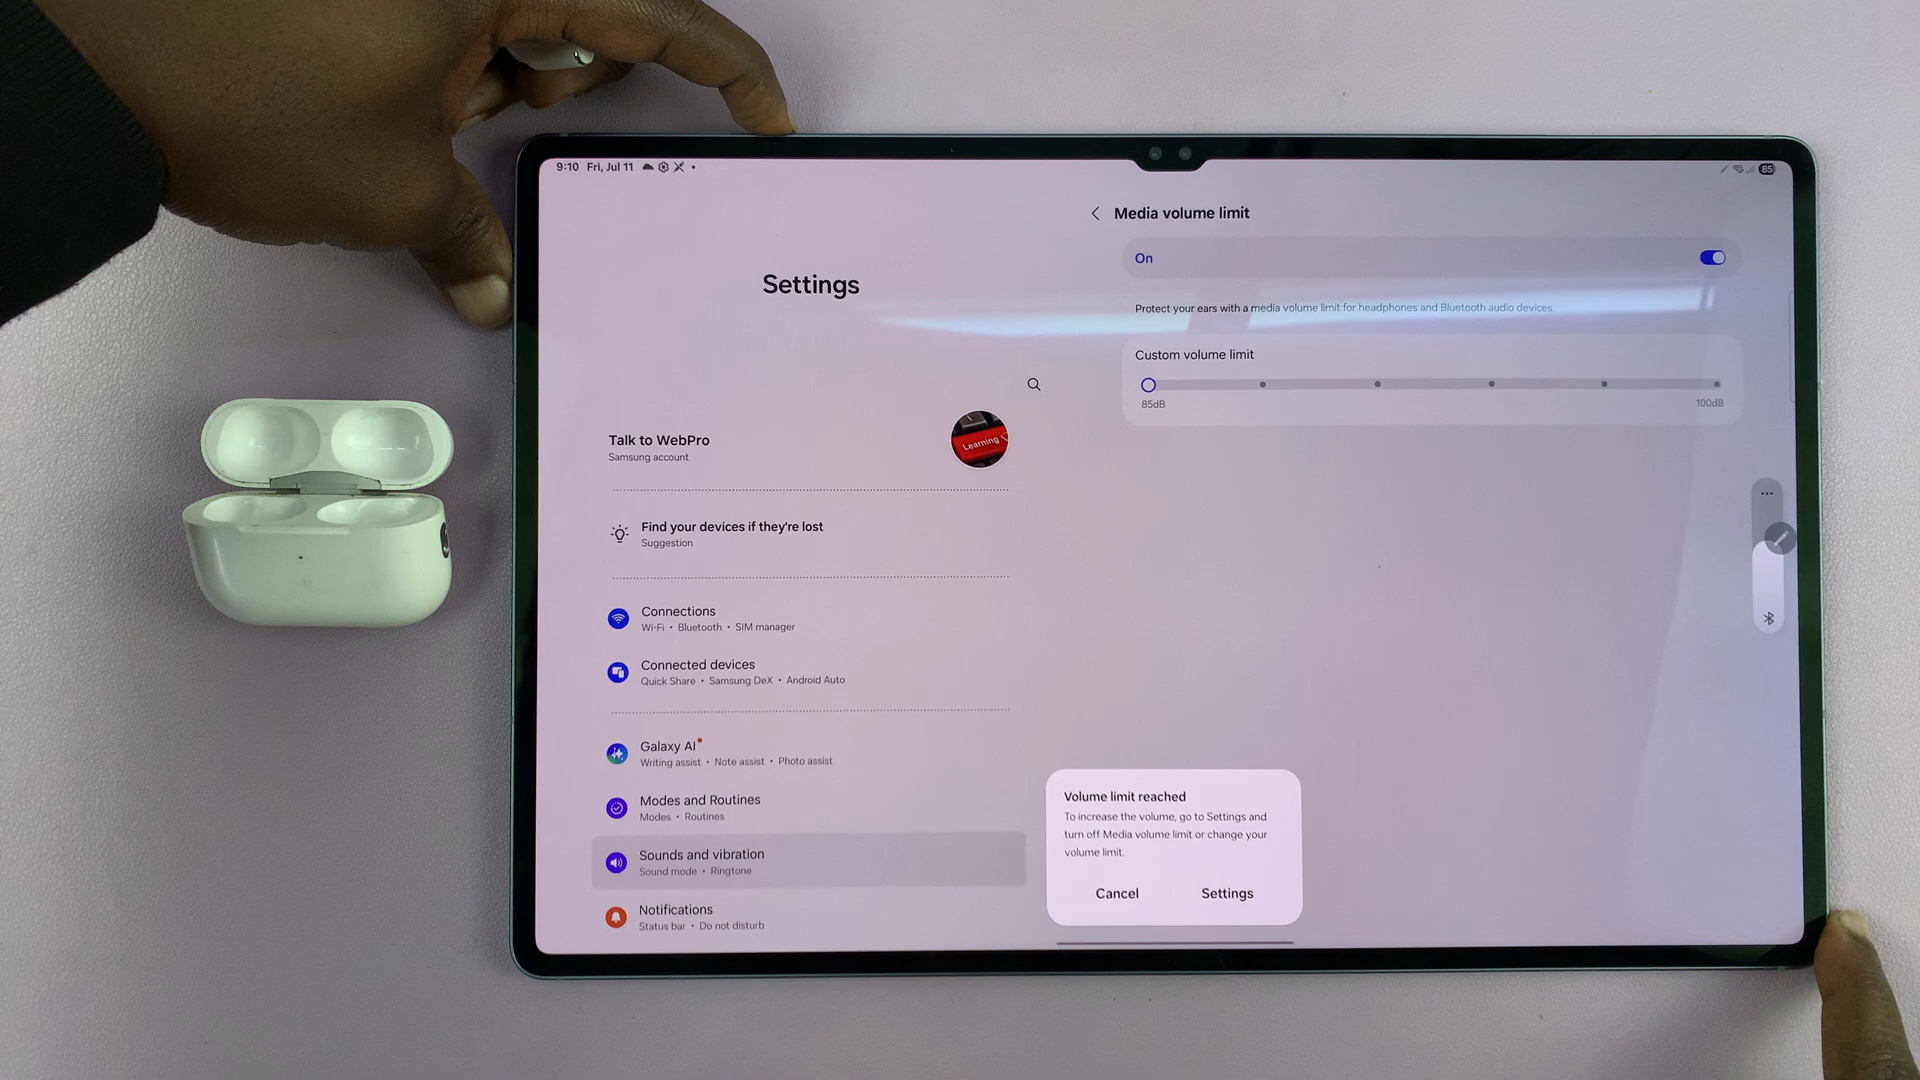 9:10 Fri, Jul 11
85
Settings
Talk to WebPro
Samsung account
Learning
Find your devices if they're lost
Suggestion
Connections
Wi-Fi • Bluetooth • SIM manager
Connected devices
Quick Share • Samsung DeX • Android Auto
Galaxy AI
Writing assist • Note assist • Photo assist
Modes and Routines
Modes • Routines
Sounds and vibration
Sound mode • Ringtone
Notifications
Status bar • Do not disturb
Media volume limit
On
Protect your ears with a media volume limit for headphones and Bluetooth audio devices.
Custom volume limit
85dB 100dB
Volume limit reached
To increase the volume, go to Settings and
turn off Media volume limit or change your
volume limit.
Cancel Settings